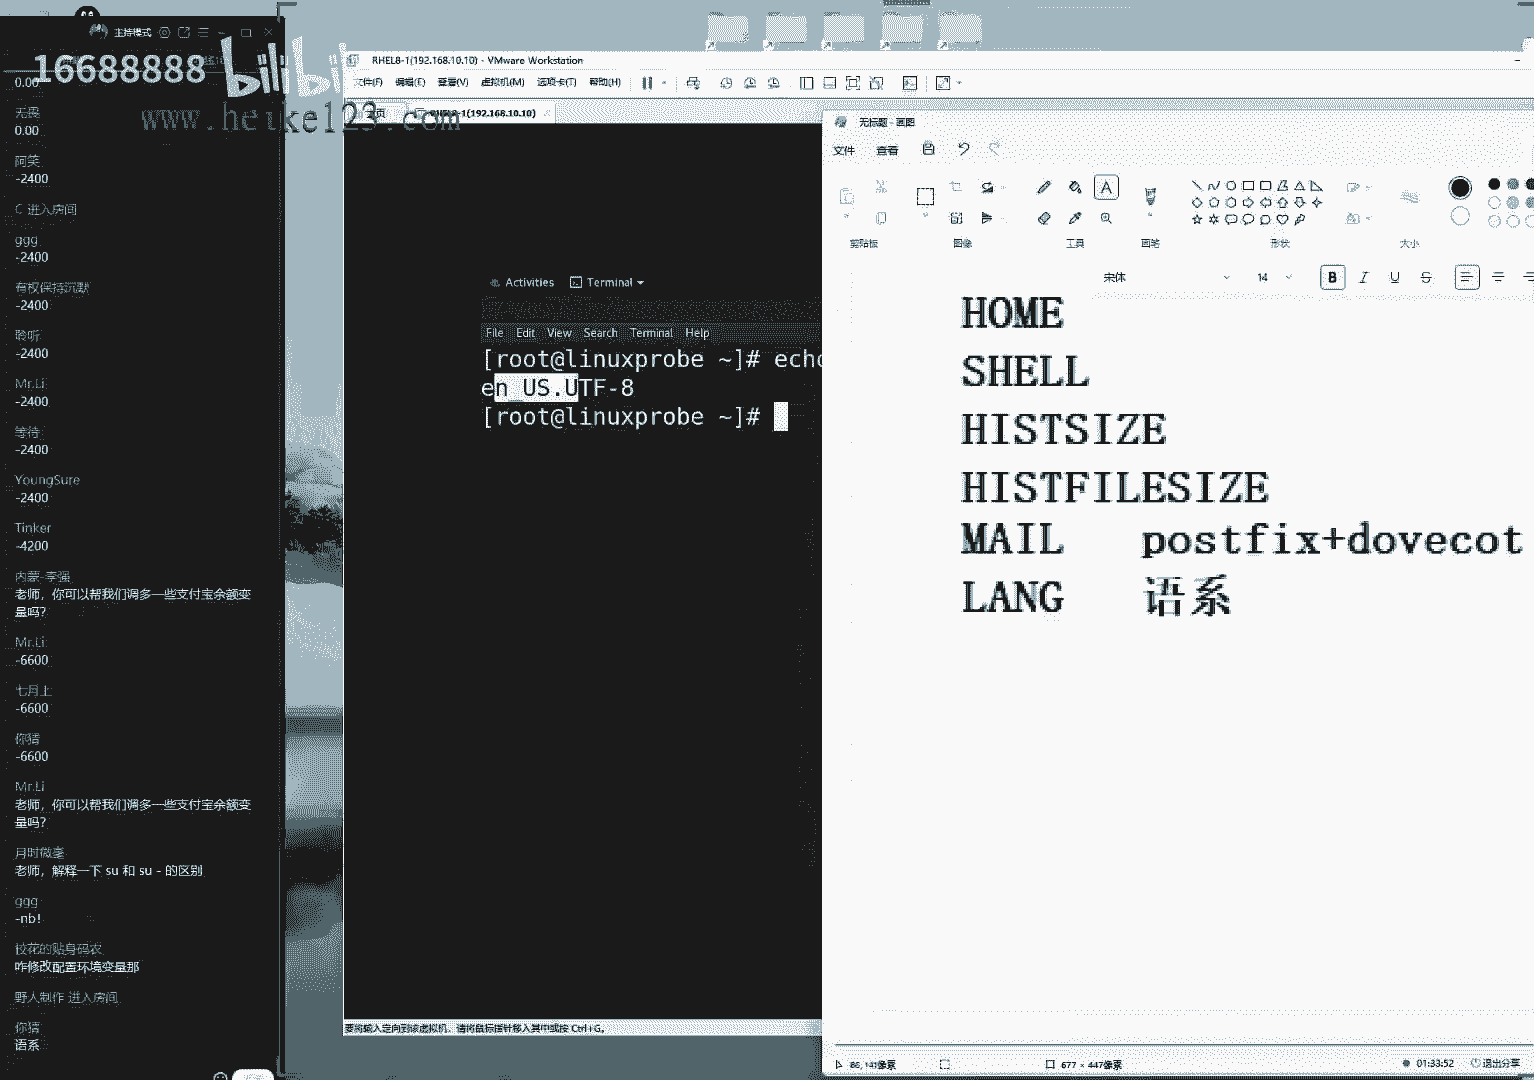 主持模式
16688888 bilibili
www.heike123.com
0.00
无畏
0.00
阿笑
-2400
C 进入房间
ggg
-2400
有权保持沉默
-2400
聆听
-2400
Mr.Li
-2400
等待
-2400
YoungSure
-2400
Tinker
-4200
内蒙-李强
老师，你可以帮我们调多一些支付宝余额变
量吗？
Mr.Li
-6600
七月上
-6600
你猜
-6600
Mr.Li
老师，你可以帮我们调多一些支付宝余额变
量吗？
月时微毫
老师，解释一下 su 和 su - 的区别
ggg
-nb!
校花的贴身码农
咋修改配置环境变量那
野人制作 进入房间
你猜
语系
RHEL8-1(192.168.10.10) - VMware Workstation
文件(F) 编辑(E) 查看(V) 虚拟机(M) 选项卡(T) 帮助(H)
主页 RHEL8-1(192.168.10.10)
Activities Terminal
File Edit View Search Terminal Help
[root@linuxprobe ~]# echo
en_US.UTF-8
[root@linuxprobe ~]#
要将输入定向到该虚拟机，请将鼠标指针移入其中或按 Ctrl+G。
无标题 - 画图
文件 查看
剪贴板 图像 工具 画笔 形状 大小
宋体 14 B I U S
HOME
SHELL
HISTSIZE
HISTFILESIZE
MAIL postfix+dovecot
LANG 语系
86, 141像素 677 × 447像素 01:33:52 退出分享